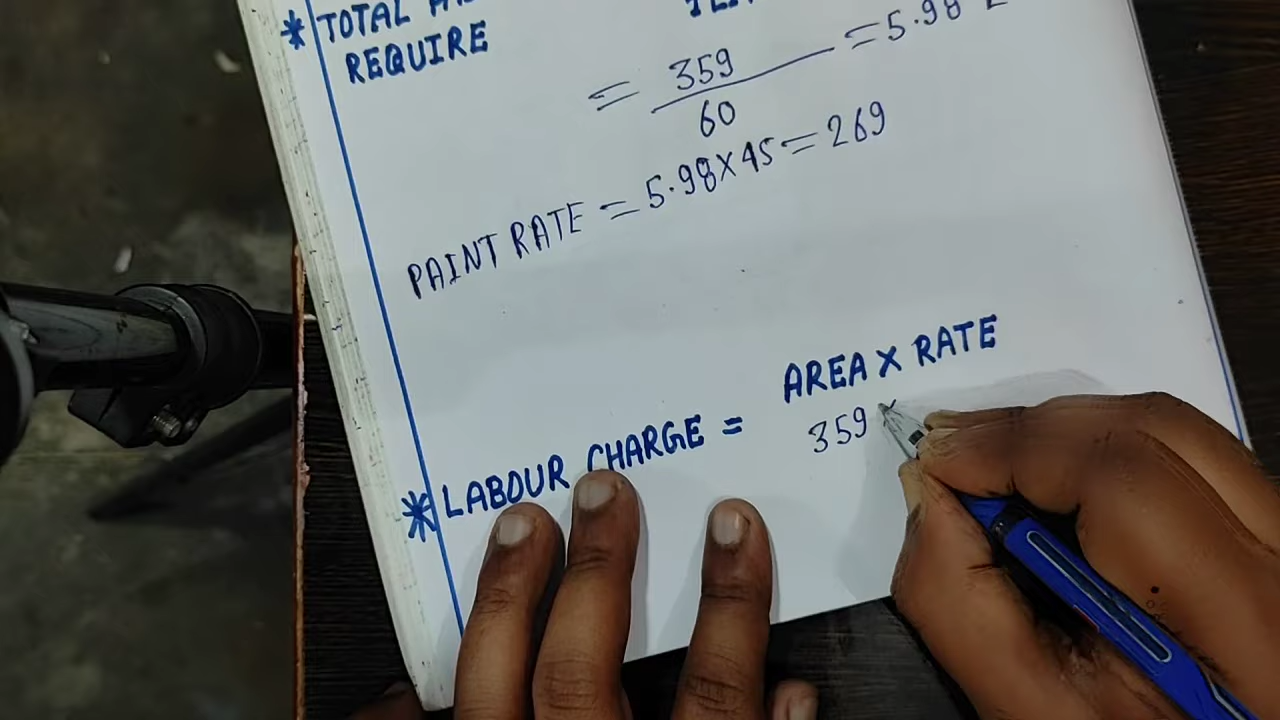 * TOTAL
REQUIRE
= 359 / 60 = 5.98 L
PAINT RATE = 5.98 X 45 = 269
* LABOUR CHARGE = AREA X RATE
359 X